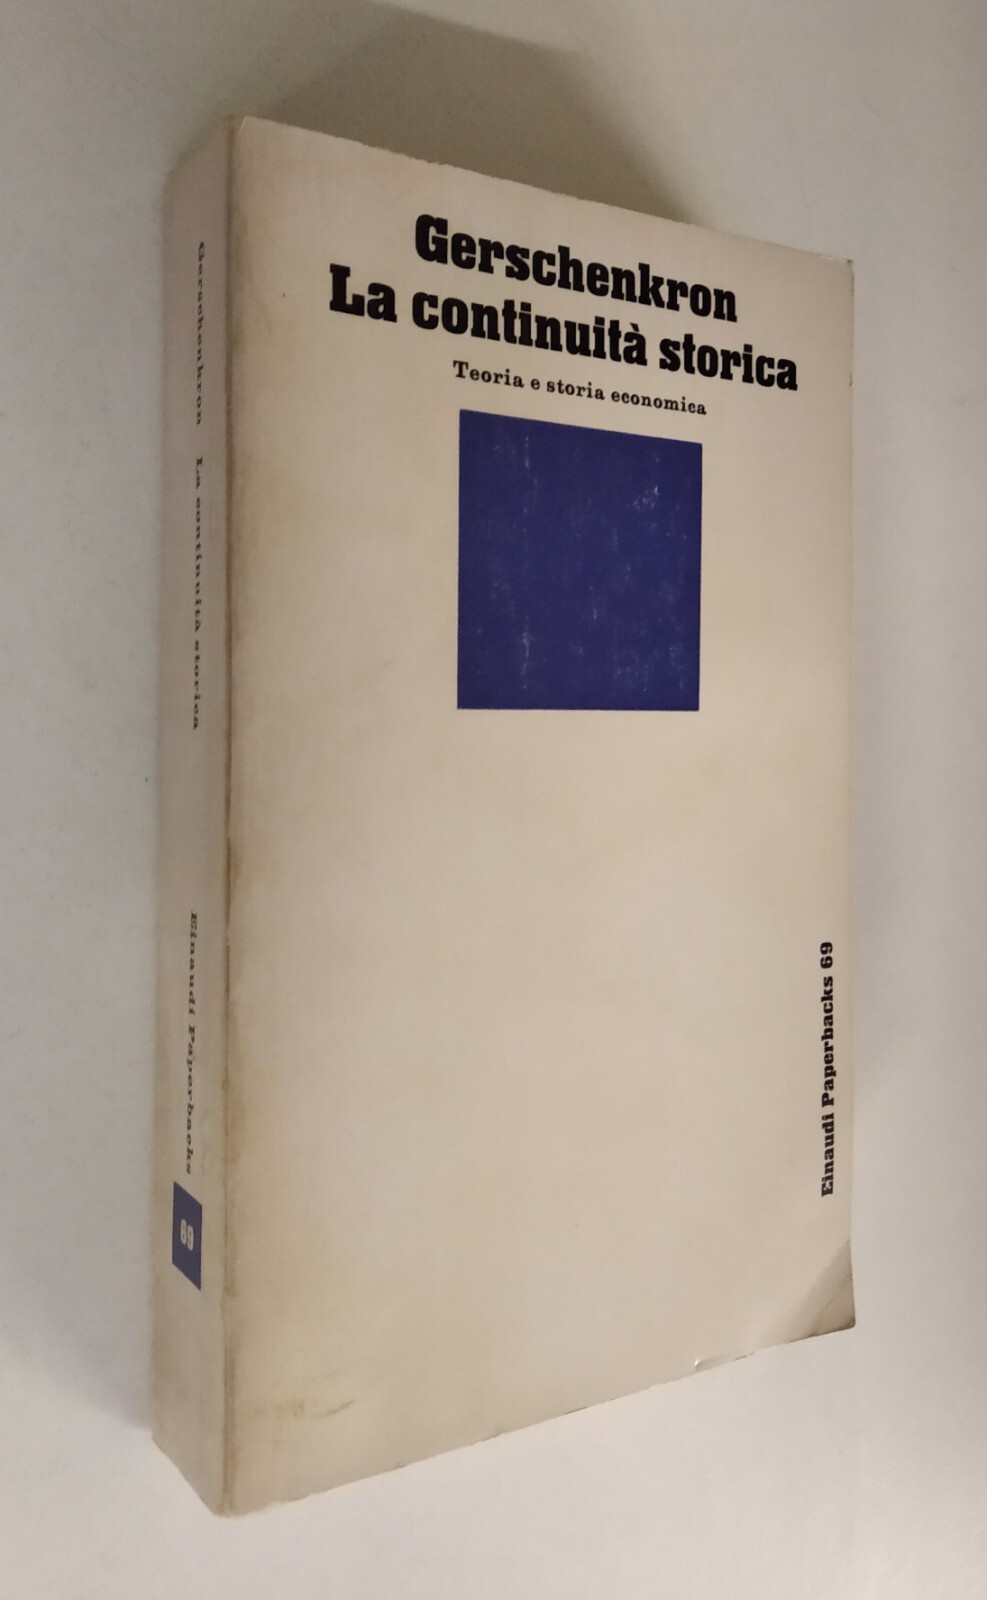 Gerschenkron
La continuità storica
Teoria e storia economica
Einaudi Paperbacks 69
Gerschenkron La continuità storica
Einaudi Paperbacks
69